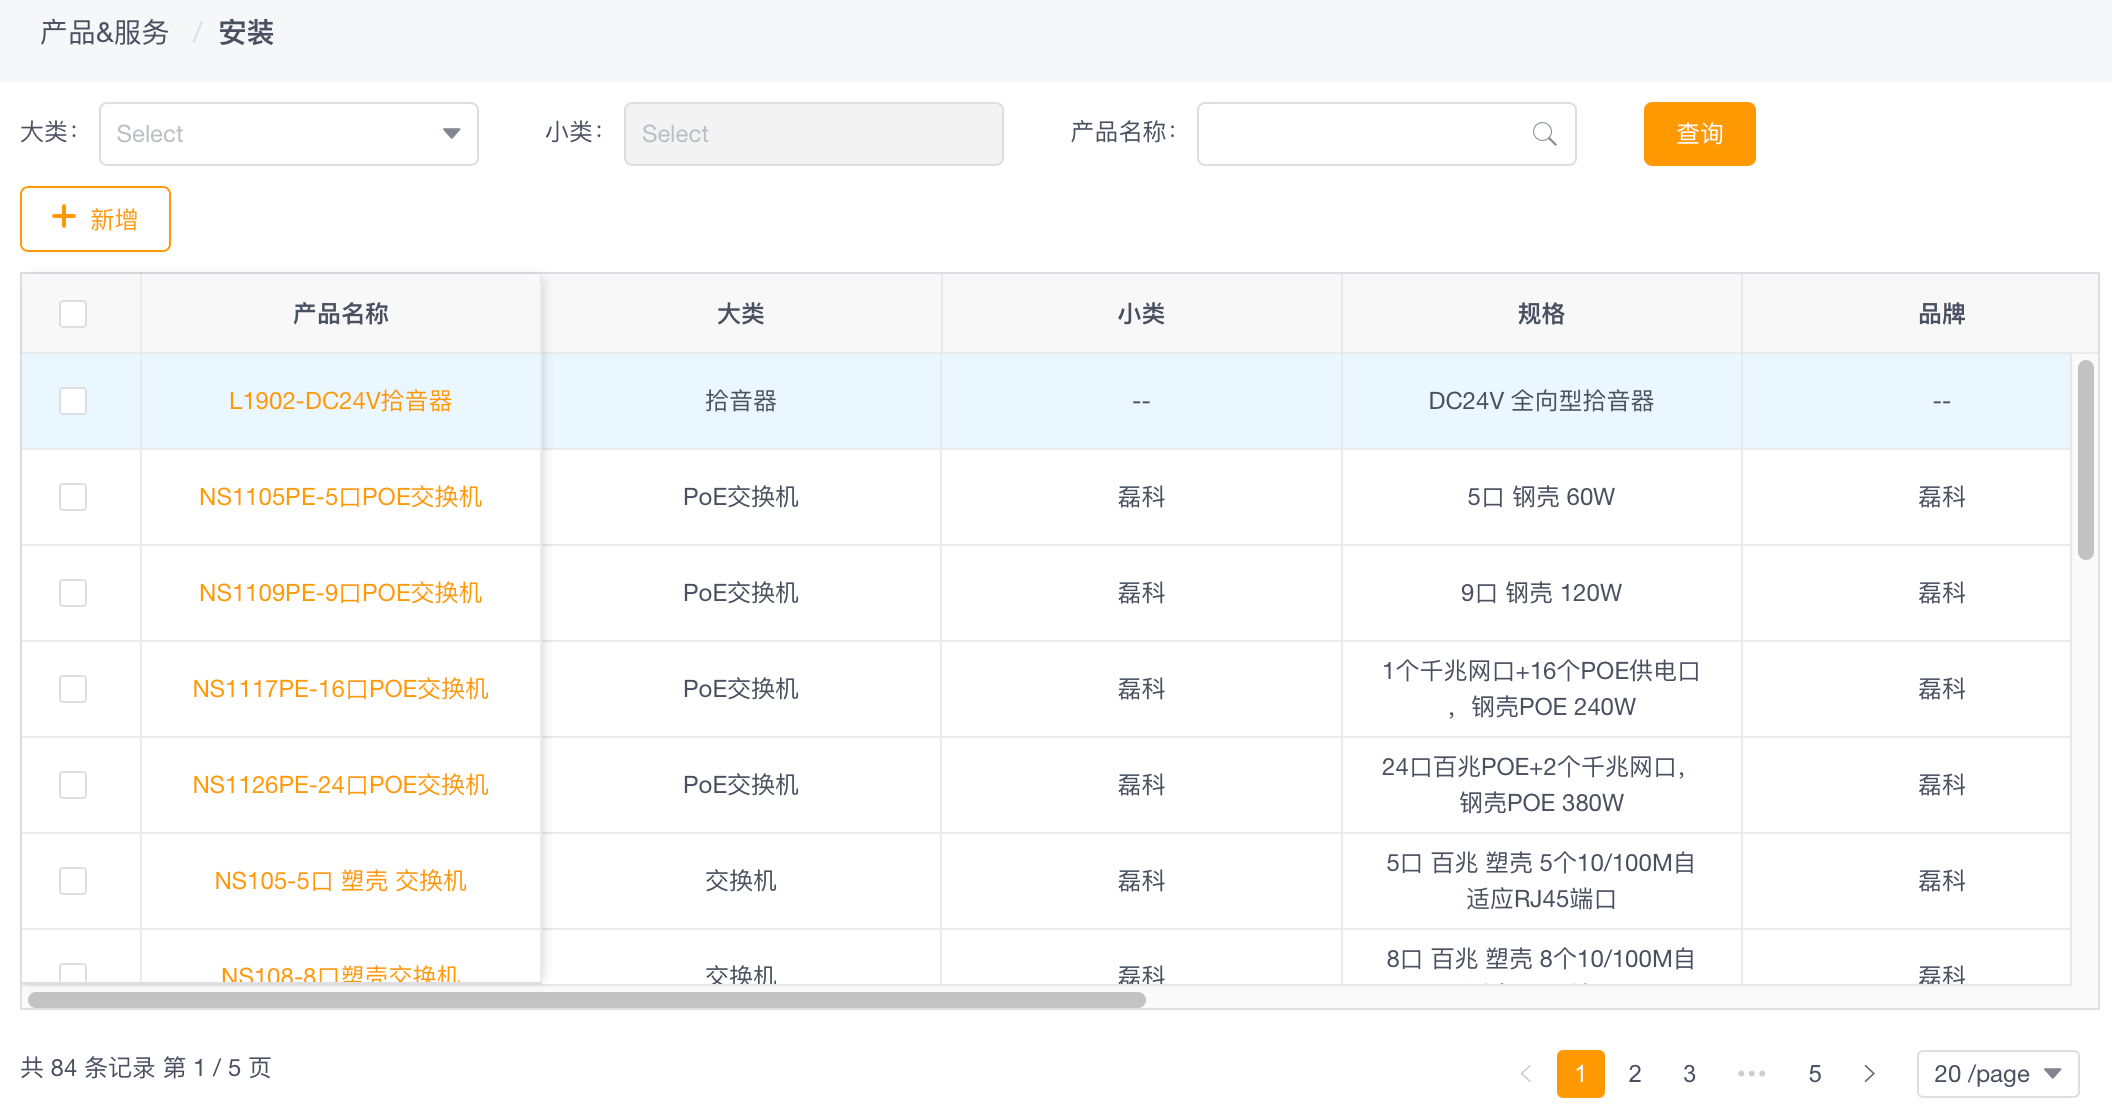 产品&服务 / 安装
大类： Select 小类： Select 产品名称： 查询
+ 新增
产品名称 大类 小类 规格 品牌
L1902-DC24V拾音器 拾音器 -- DC24V 全向型拾音器 --
NS1105PE-5口POE交换机 PoE交换机 磊科 5口 钢壳 60W 磊科
NS1109PE-9口POE交换机 PoE交换机 磊科 9口 钢壳 120W 磊科
NS1117PE-16口POE交换机 PoE交换机 磊科 1个千兆网口+16个POE供电口
，钢壳POE 240W 磊科
NS1126PE-24口POE交换机 PoE交换机 磊科 24口百兆POE+2个千兆网口，
钢壳POE 380W 磊科
NS105-5口 塑壳 交换机 交换机 磊科 5口 百兆 塑壳 5个10/100M自
适应RJ45端口 磊科
NS108-8口塑壳交换机 交换机 磊科 8口 百兆 塑壳 8个10/100M自
磊科
共 84 条记录 第 1 / 5 页 1 2 3 ••• 5 20 /page